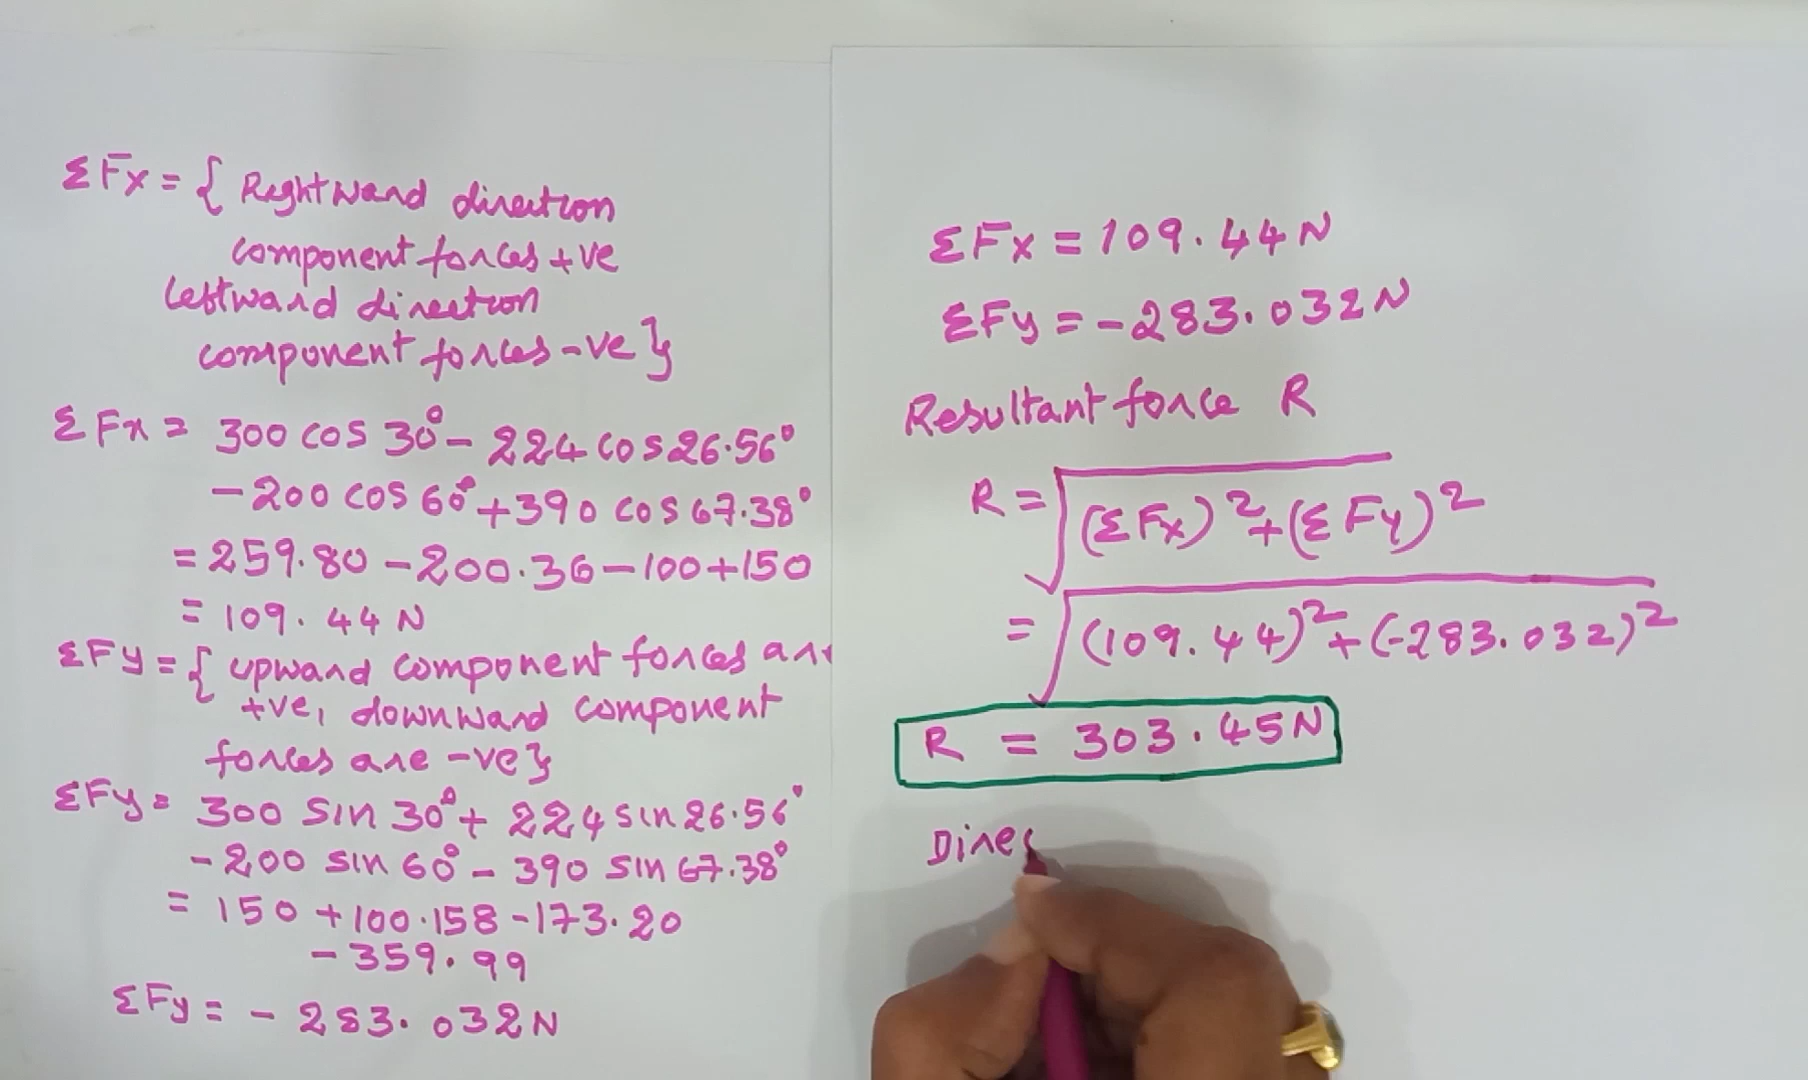 ΣFx = { Rightward direction
component forces +ve
Leftward direction
component forces -ve }
ΣFx = 300 cos 30° - 224 cos 26.56°
- 200 cos 60° + 390 cos 67.38°
= 259.80 - 200.36 - 100 + 150
= 109.44 N
ΣFy = { upward component forces are
+ve, downward component
forces are -ve }
ΣFy = 300 sin 30° + 224 sin 26.56°
- 200 sin 60° - 390 sin 67.38°
= 150 + 100.158 - 173.20
- 359.99
ΣFy = - 283.032 N
ΣFx = 109.44 N
ΣFy = - 283.032 N
Resultant force R
R = √(ΣFx)² + (ΣFy)²
= √(109.44)² + (-283.032)²
R = 303.45 N
Direc